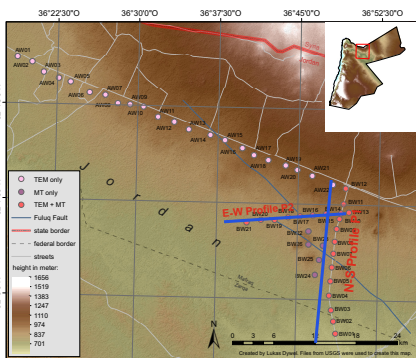 36°22'30"E
36°30'0"E
36°37'30"E
36°45'0"E
36°52'30"E
AW01
AW02
AW03
AW04
AW05
AW06
AW07
AW08
AW09
AW10
AW11
AW12
AW13
AW14
AW15
AW16
AW17
AW18
AW19
AW20
AW21
AW22
Syria
Jordan
Jordan
BW12
BW11
BW14
BW13
BW15
BW16
BW17
BW18
BW19
BW20
BW21
E-W Profile
N-S Profile
BW24
BW25
BW04
BW03
BW02
BW01
TEM only
MT only
TEM + MT
Fuluq Fault
state border
federal border
streets
height in meter:
1656
1519
1383
1247
1110
974
837
701
N
0
6
18
24
km
Created by Lukas Dywel. Files from USGS were used to create this map.